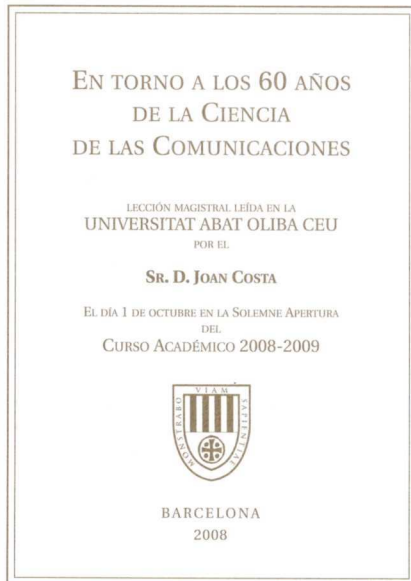 EN TORNO A LOS 60 AÑOS
DE LA CIENCIA
DE LAS COMUNICACIONES
LECCIÓN MAGISTRAL LEÍDA EN LA
UNIVERSITAT ABAT OLIBA CEU
POR EL
SR. D. JOAN COSTA
EL DÍA 1 DE OCTUBRE EN LA SOLEMNE APERTURA
DEL
CURSO ACADÉMICO 2008-2009
MONSTRABO VIAM SAPIENTIAE
BARCELONA
2008